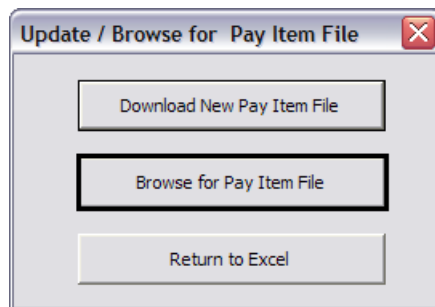 Update / Browse for Pay Item File
Download New Pay Item File
Browse for Pay Item File
Return to Excel